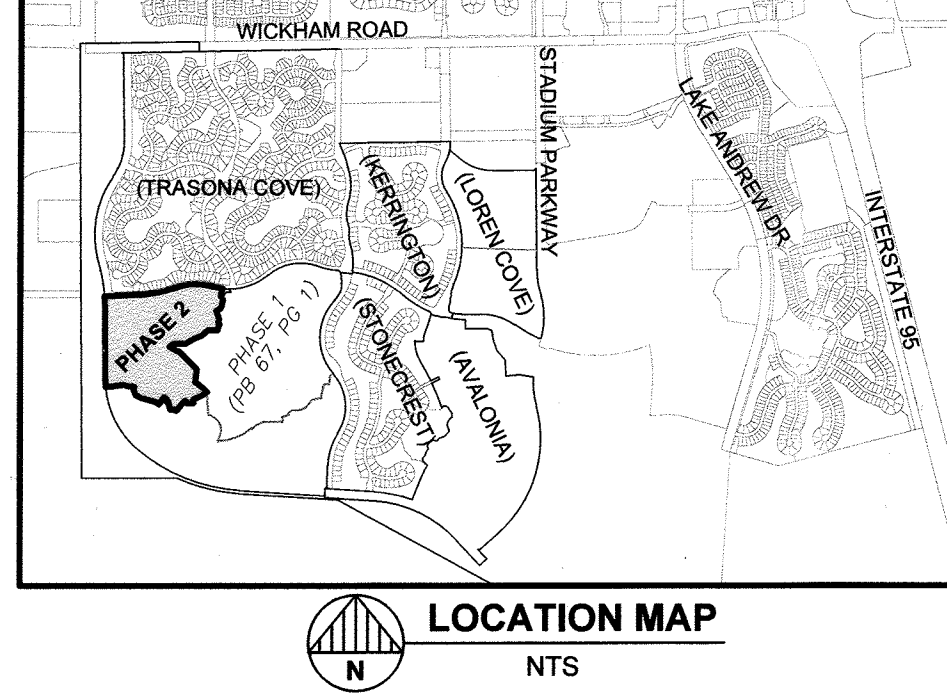 WICKHAM ROAD
STADIUM PARKWAY
LAKE ANDREW DR
INTERSTATE 95
(TRASONA COVE)
(KERRINGTON)
(LOREN COVE)
PHASE 2
PHASE 1
(PB 67, PG 1)
(STONECREST)
(AVALONIA)
N
LOCATION MAP
NTS